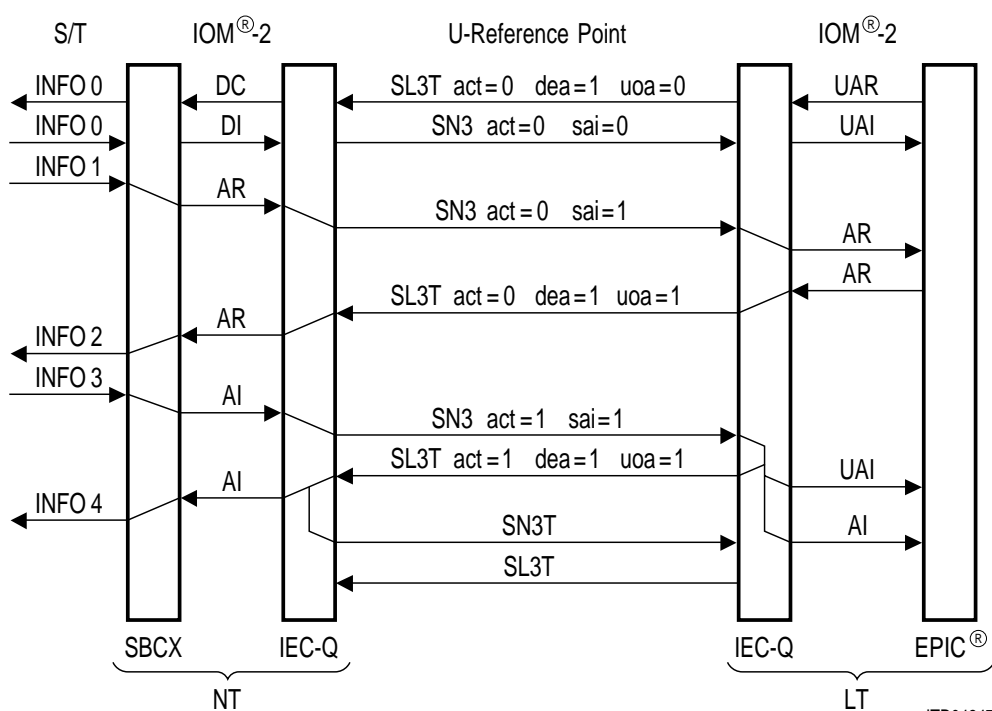 S/T IOM®-2 U-Reference Point IOM®-2
INFO 0 DC SL3T act=0 dea=1 uoa=0 UAR
INFO 0 DI SN3 act=0 sai=0 UAI
INFO 1 AR
SN3 act=0 sai=1 AR
SL3T act=0 dea=1 uoa=1 AR
INFO 2 AR
INFO 3 AI
SN3 act=1 sai=1
SL3T act=1 dea=1 uoa=1 UAI
INFO 4 AI
SN3T AI
SL3T
SBCX IEC-Q IEC-Q EPIC®
NT LT